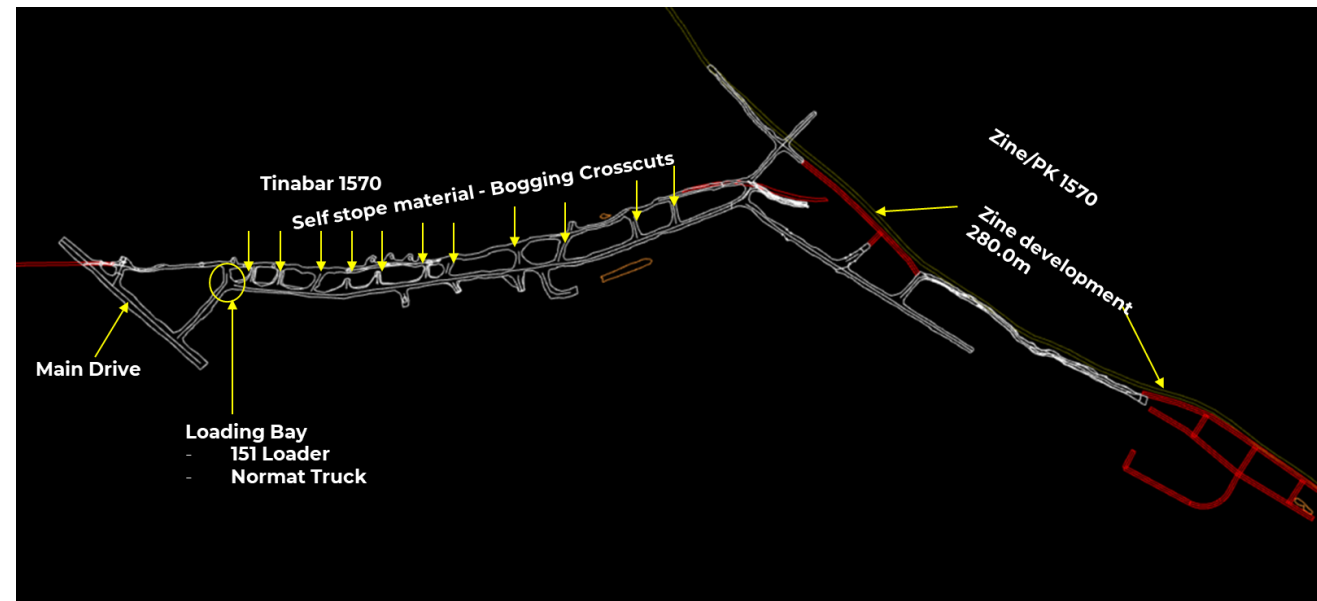 Zine/PK 1570
Tinabar 1570
Self stope material - Bogging Crosscuts
Zine development
280.0m
Main Drive
Loading Bay
- 151 Loader
- Normat Truck